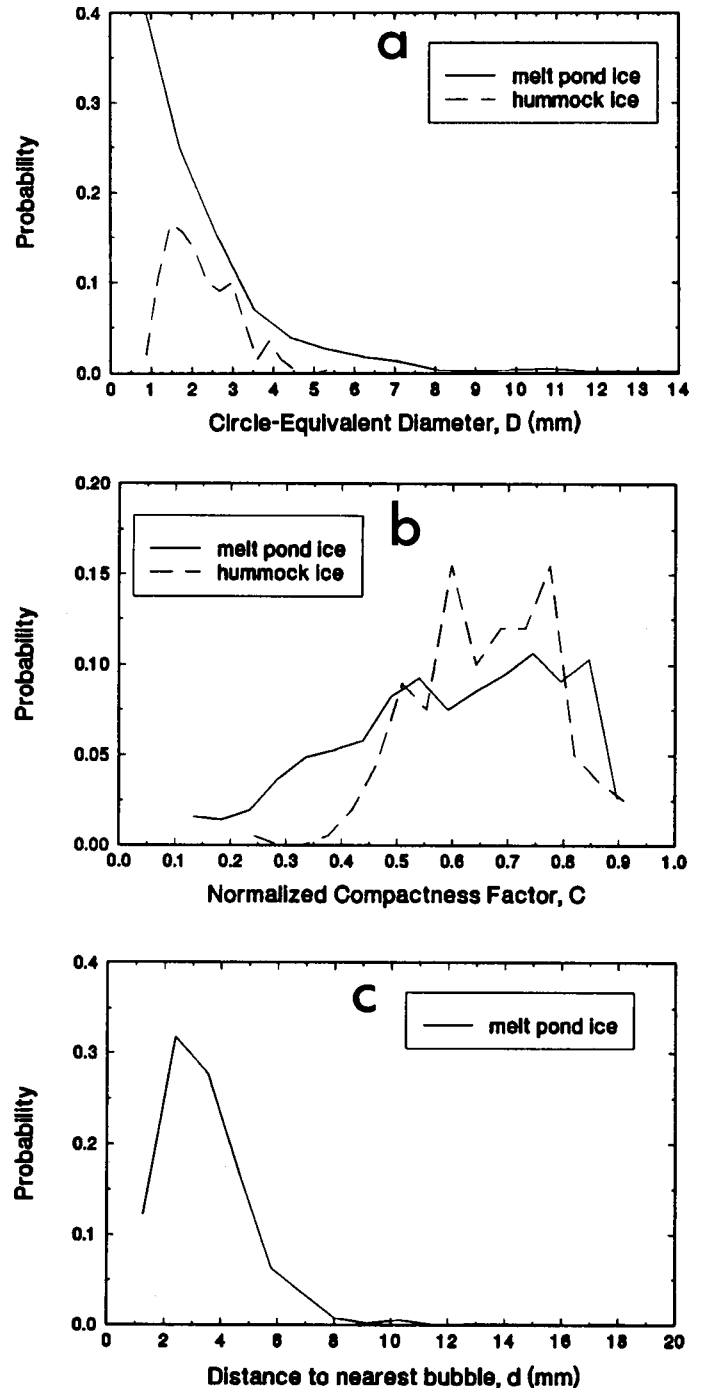 a
melt pond ice
hummock ice
0.4
0.3
0.2
0.1
0.0
Probability
0 1 2 3 4 5 6 7 8 9 10 11 12 13 14
Circle-Equivalent Diameter, D (mm)
b
melt pond ice
hummock ice
0.20
0.15
0.10
0.05
0.00
Probability
0.0 0.1 0.2 0.3 0.4 0.5 0.6 0.7 0.8 0.9 1.0
Normalized Compactness Factor, C
c
melt pond ice
0.4
0.3
0.2
0.1
0.0
Probability
0 2 4 6 8 10 12 14 16 18 20
Distance to nearest bubble, d (mm)